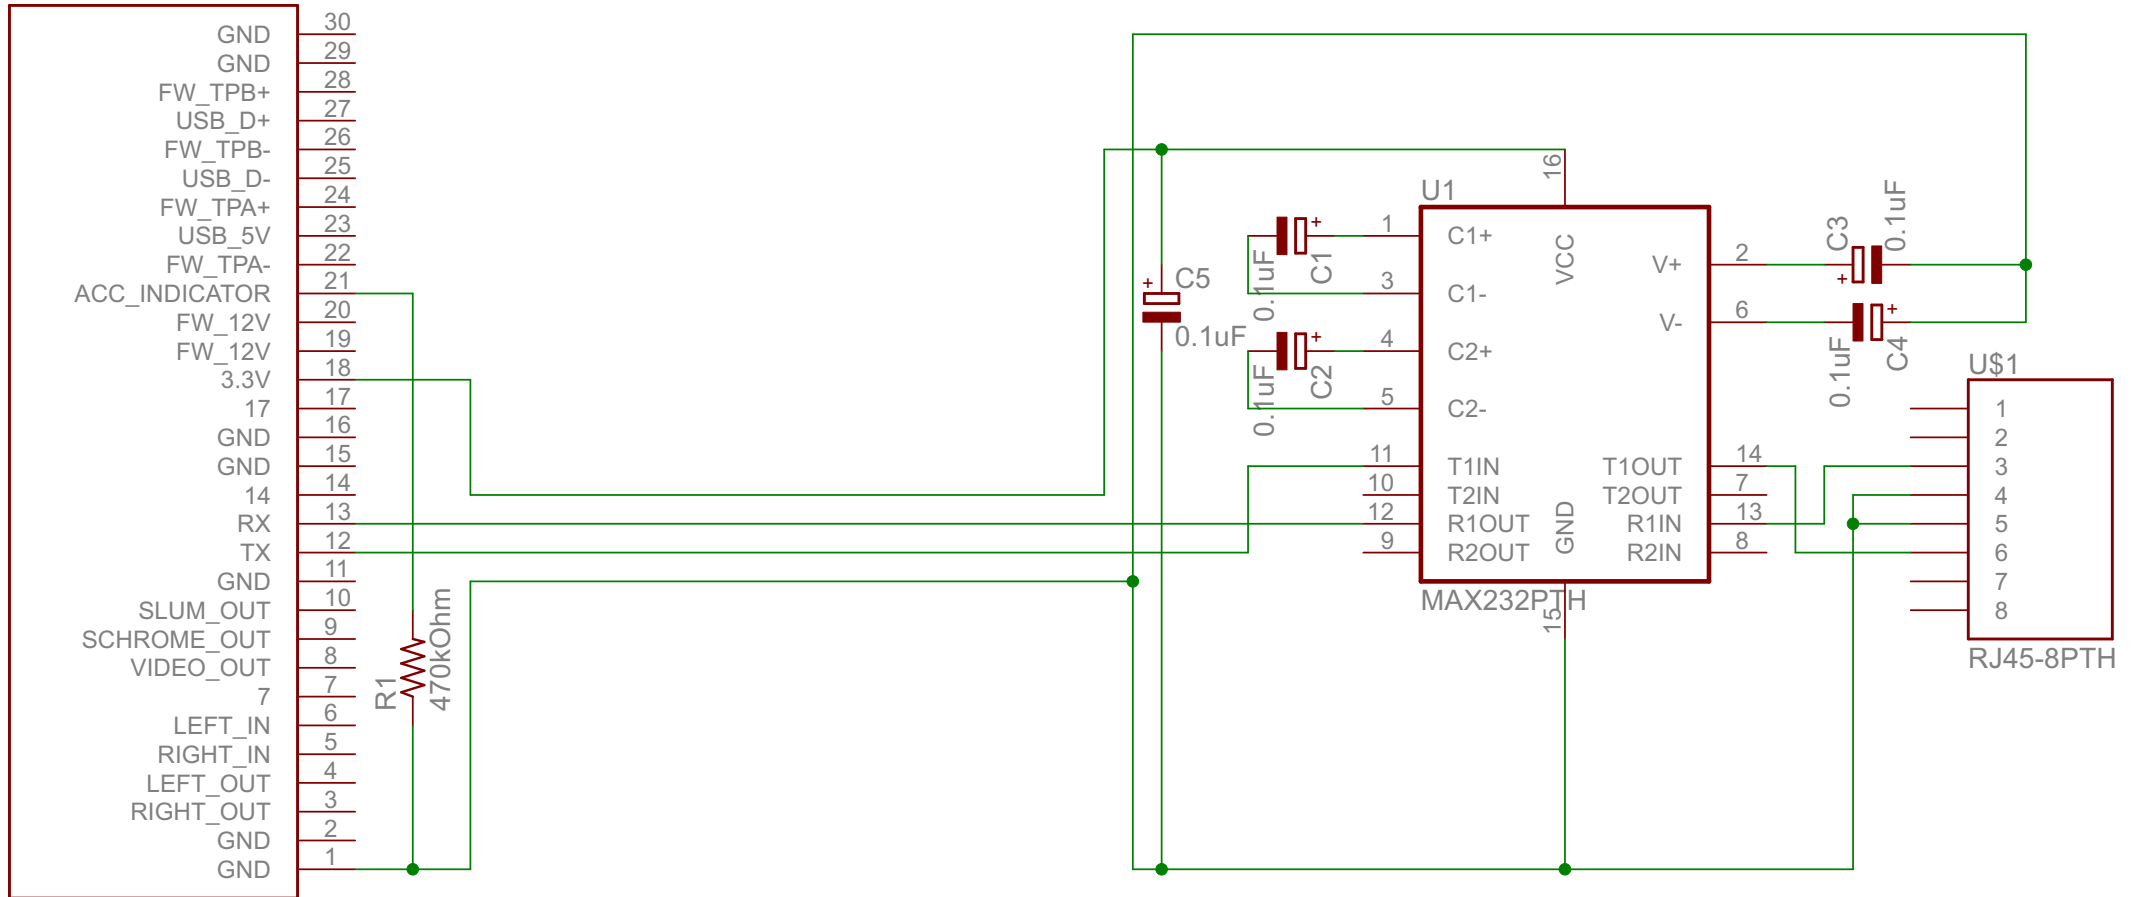 GND 30
GND 29
FW_TPB+ 28
USB_D+ 27
FW_TPB- 26
USB_D- 25
FW_TPA+ 24
USB_5V 23
FW_TPA- 22
ACC_INDICATOR 21
FW_12V 20
FW_12V 19
3.3V 18
17 17
GND 16
GND 15
14 14
RX 13
TX 12
GND 11
SLUM_OUT 10
SCHROME_OUT 9
VIDEO_OUT 8
7 7
LEFT_IN 6
RIGHT_IN 5
LEFT_OUT 4
RIGHT_OUT 3
GND 2
GND 1
R1
470kOhm
+
C5
0.1uF
+
C1
0.1uF
+
C2
0.1uF
U1
16
VCC
1 C1+
3 C1-
4 C2+
5 C2-
11 T1IN
10 T2IN
12 R1OUT
9 R2OUT
V+ 2
V- 6
T1OUT 14
T2OUT 7
R1IN 13
R2IN 8
GND
15
MAX232PTH
C3
+
0.1uF
+
C4
0.1uF
U$1
1
2
3
4
5
6
7
8
RJ45-8PTH